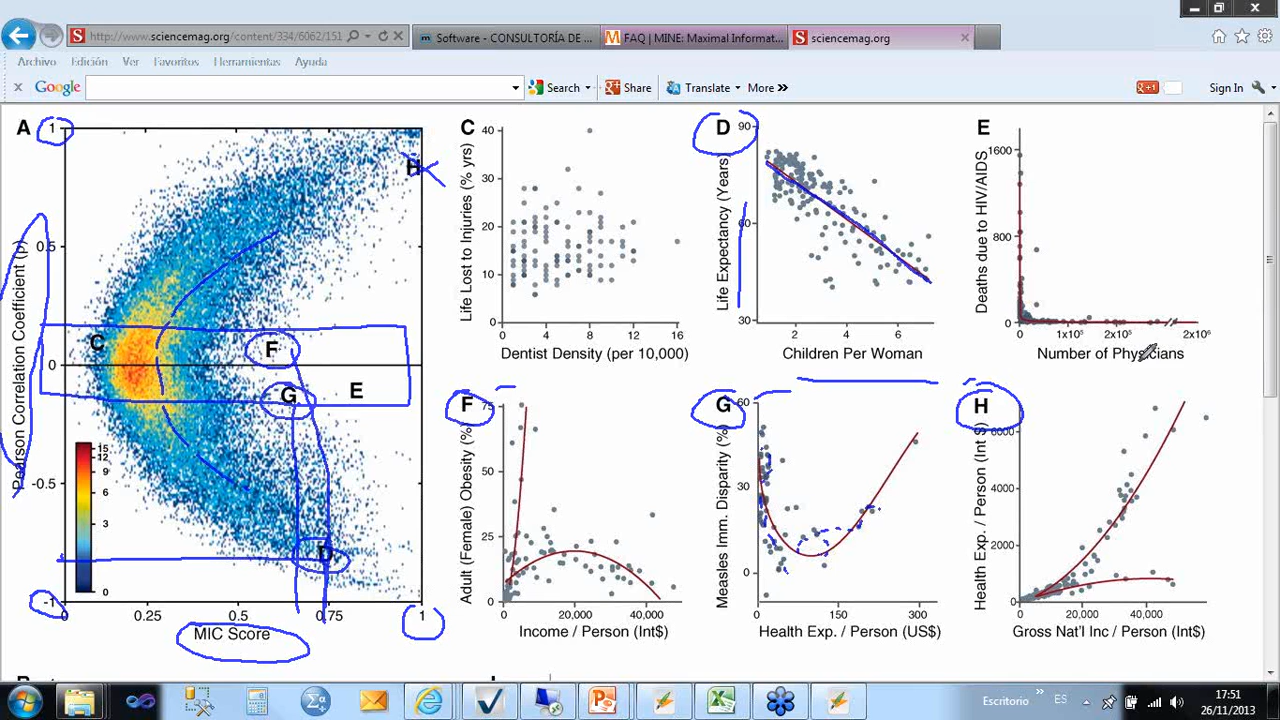 http://www.sciencemag.org/content/334/6062/151
Software - CONSULTORÍA DE ...
FAQ | MINE: Maximal Informat...
sciencemag.org
Archivo Edición Ver Favoritos Herramientas Ayuda
Google Search Share Translate More » Sign In
A
1
0.5
0
-0.5
-1
0 0.25 0.5 0.75 1
Pearson Correlation Coefficient (ρ)
MIC Score
C
F
G
E
D
H
15
12
9
6
3
0
C
40
30
20
10
0
0 4 8 12 16
Life Lost to Injuries (% yrs)
Dentist Density (per 10,000)
D
90
60
30
2 4 6
Life Expectancy (Years)
Children Per Woman
E
1600
800
0
0 1x10⁵ 2x10⁵ 2x10⁶
Deaths due to HIV/AIDS
Number of Physicians
F
75
50
25
0
0 20,000 40,000
Adult (Female) Obesity (%)
Income / Person (Int$)
G
60
30
0
0 150 300
Measles Imm. Disparity (%)
Health Exp. / Person (US$)
H
6000
4000
2000
0
0 20,000 40,000
Health Exp. / Person (Int $)
Gross Nat'l Inc / Person (Int$)
Escritorio » ES
17:51
26/11/2013